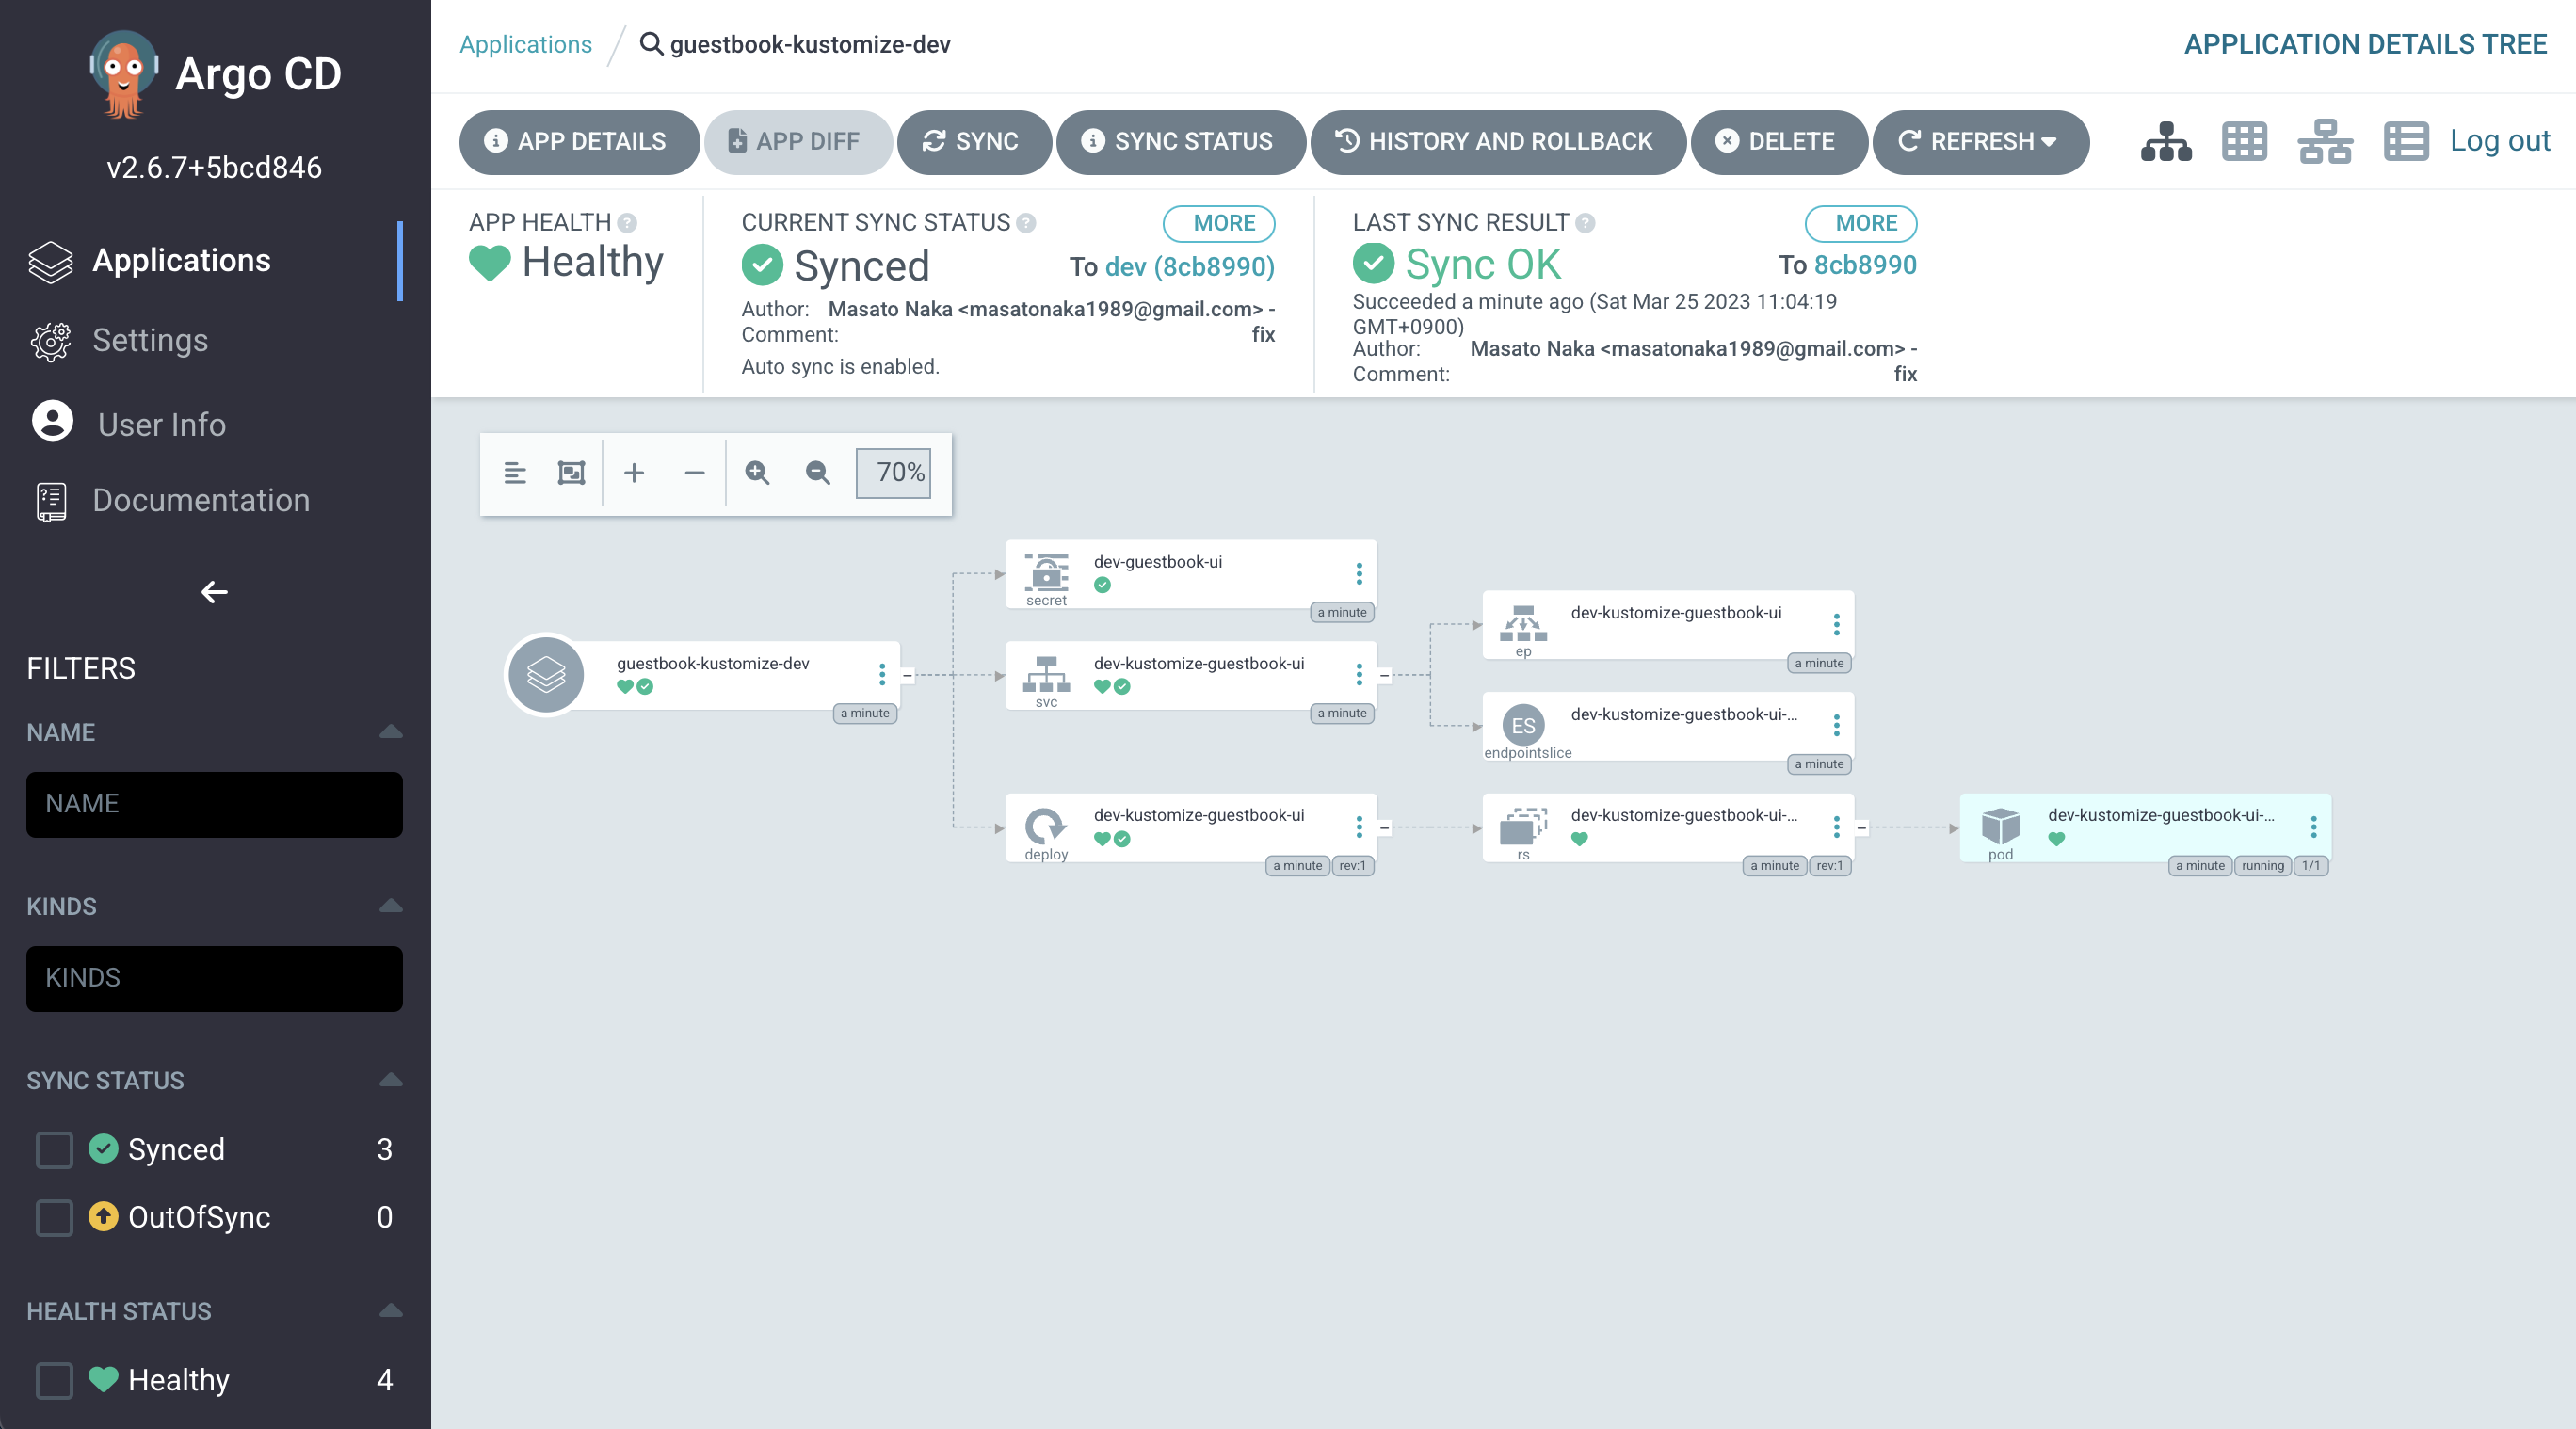 Argo CD
v2.6.7+5bcd846
Applications
Settings
User Info
Documentation
FILTERS
NAME
NAME
KINDS
KINDS
SYNC STATUS
Synced 3
OutOfSync 0
HEALTH STATUS
Healthy 4
Applications / guestbook-kustomize-dev
APPLICATION DETAILS TREE
APP DETAILS APP DIFF SYNC SYNC STATUS HISTORY AND ROLLBACK DELETE REFRESH Log out
APP HEALTH ?
Healthy
CURRENT SYNC STATUS ? MORE
Synced To dev (8cb8990)
Author: Masato Naka <masatonaka1989@gmail.com> -
Comment: fix
Auto sync is enabled.
LAST SYNC RESULT ? MORE
Sync OK To 8cb8990
Succeeded a minute ago (Sat Mar 25 2023 11:04:19
GMT+0900)
Author: Masato Naka <masatonaka1989@gmail.com> -
Comment: fix
70%
guestbook-kustomize-dev
a minute
dev-guestbook-ui
secret
a minute
dev-kustomize-guestbook-ui
svc
a minute
dev-kustomize-guestbook-ui
ep
a minute
ES
dev-kustomize-guestbook-ui-...
endpointslice
a minute
dev-kustomize-guestbook-ui
deploy
a minute rev:1
dev-kustomize-guestbook-ui-...
rs
a minute rev:1
dev-kustomize-guestbook-ui-...
pod
a minute running 1/1